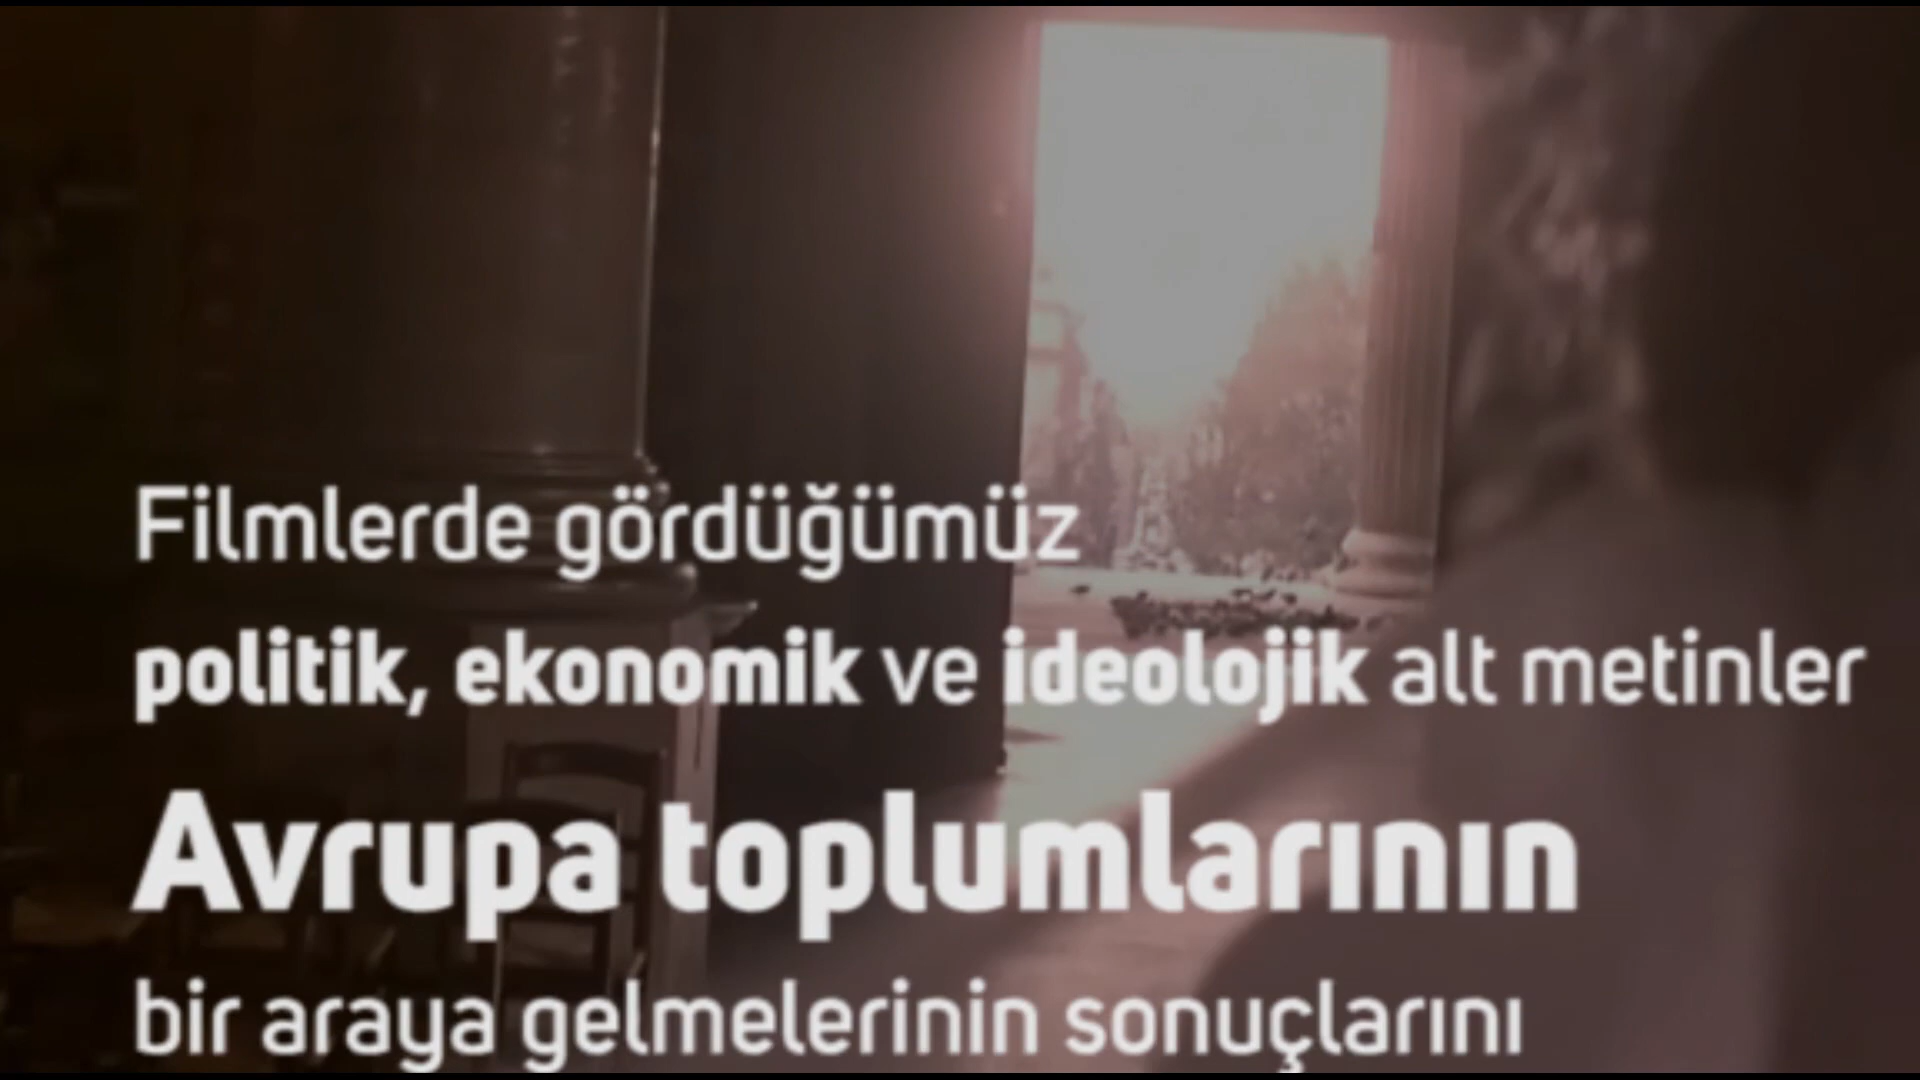 Filmlerde gördüğümüz
politik, ekonomik ve ideolojik alt metinler
Avrupa toplumlarının
bir araya gelmelerinin sonuçlarını